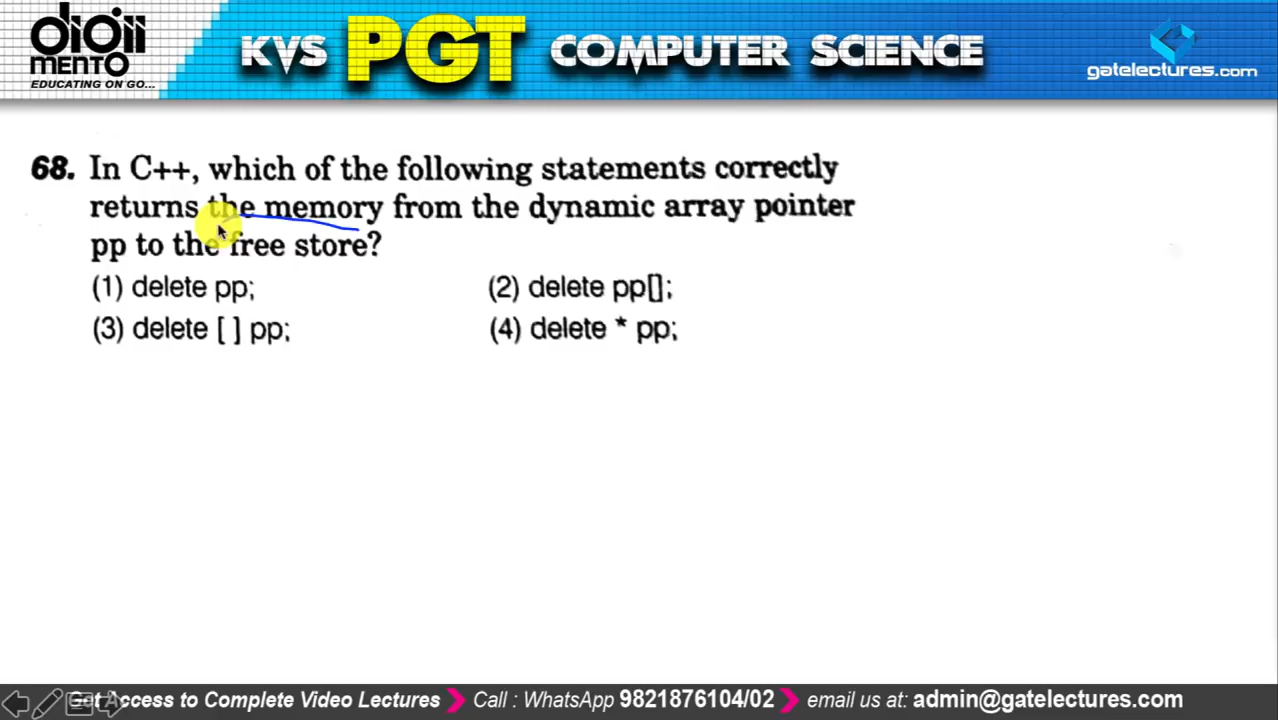 digii
MENTO
EDUCATING ON GO...
KVS PGT COMPUTER SCIENCE
gatelectures.com
68. In C++, which of the following statements correctly
returns the memory from the dynamic array pointer
pp to the free store?
(1) delete pp; (2) delete pp[];
(3) delete [ ] pp; (4) delete * pp;
Get Access to Complete Video Lectures Call : WhatsApp 9821876104/02 email us at: admin@gatelectures.com